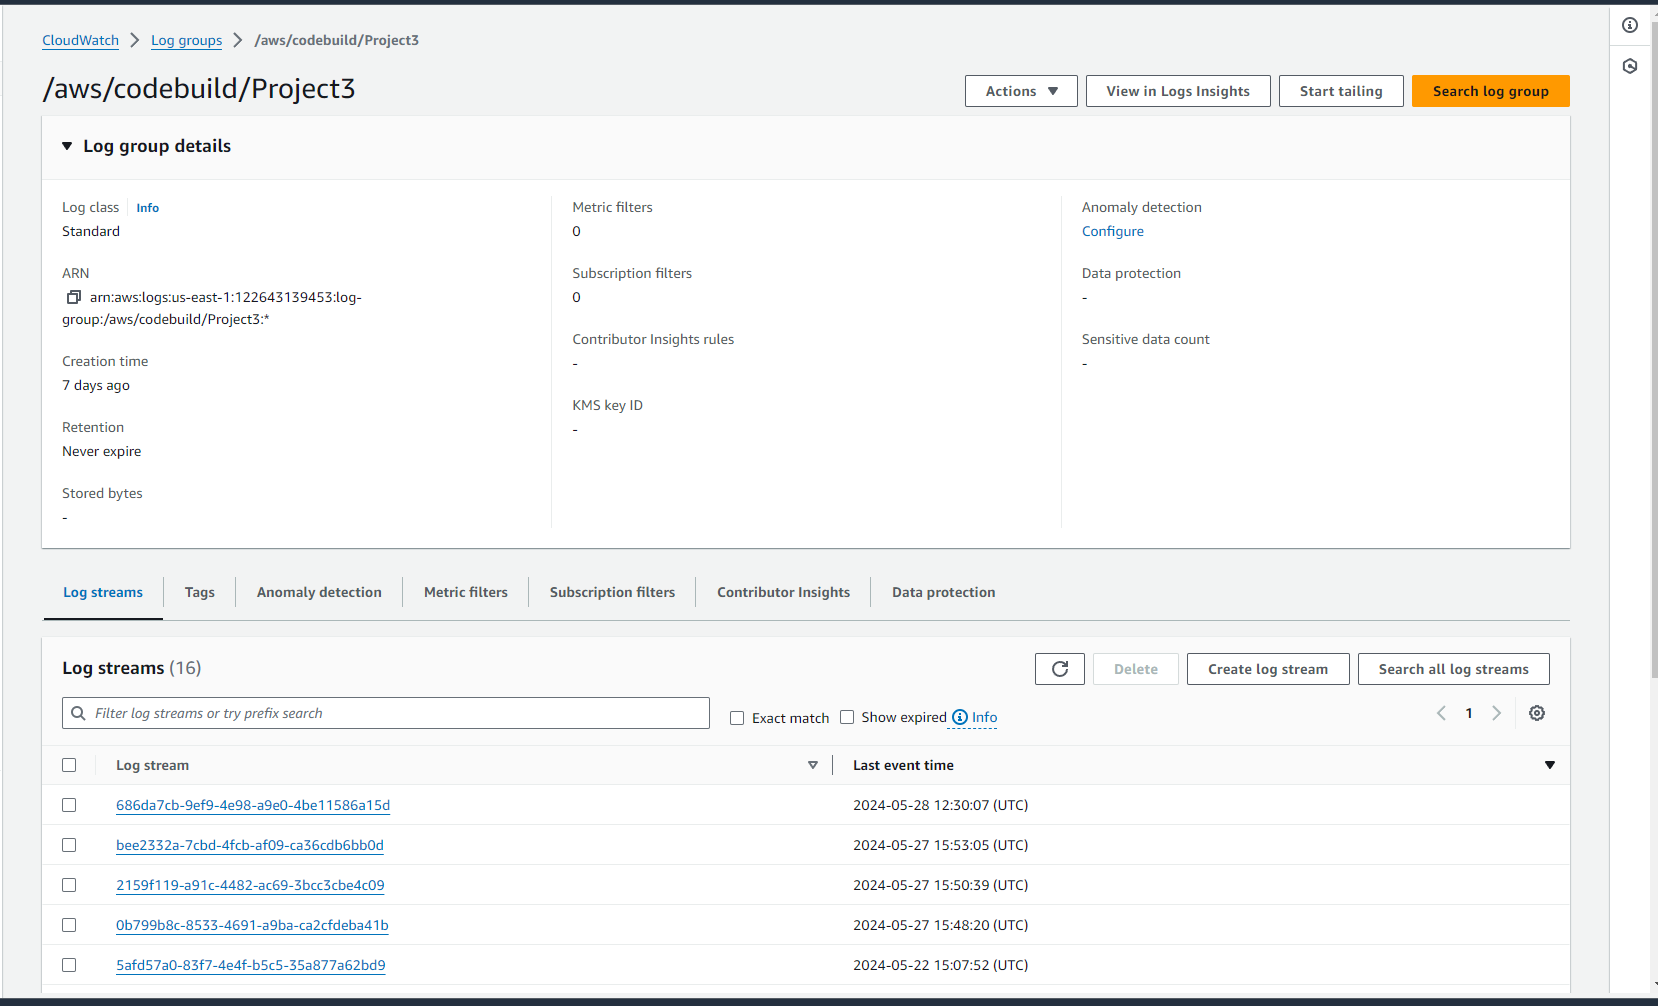 CloudWatch > Log groups > /aws/codebuild/Project3
/aws/codebuild/Project3
Actions View in Logs Insights Start tailing Search log group
Log group details
Log class Info
Standard
ARN
arn:aws:logs:us-east-1:122643139453:log-
group:/aws/codebuild/Project3:*
Creation time
7 days ago
Retention
Never expire
Stored bytes
-
Metric filters
0
Subscription filters
0
Contributor Insights rules
-
KMS key ID
-
Anomaly detection
Configure
Data protection
-
Sensitive data count
-
Log streams Tags Anomaly detection Metric filters Subscription filters Contributor Insights Data protection
Log streams (16)
Delete Create log stream Search all log streams
Filter log streams or try prefix search
Exact match Show expired Info
1
Log stream Last event time
686da7cb-9ef9-4e98-a9e0-4be11586a15d 2024-05-28 12:30:07 (UTC)
bee2332a-7cbd-4fcb-af09-ca36cdb6bb0d 2024-05-27 15:53:05 (UTC)
2159f119-a91c-4482-ac69-3bcc3cbe4c09 2024-05-27 15:50:39 (UTC)
0b799b8c-8533-4691-a9ba-ca2cfdeba41b 2024-05-27 15:48:20 (UTC)
5afd57a0-83f7-4e4f-b5c5-35a877a62bd9 2024-05-22 15:07:52 (UTC)